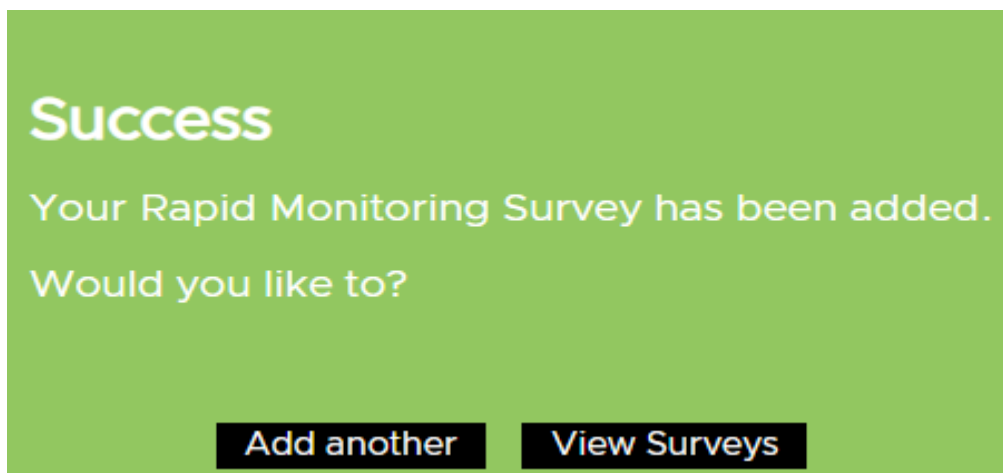 Success
Your Rapid Monitoring Survey has been added.
Would you like to?
Add another
View Surveys